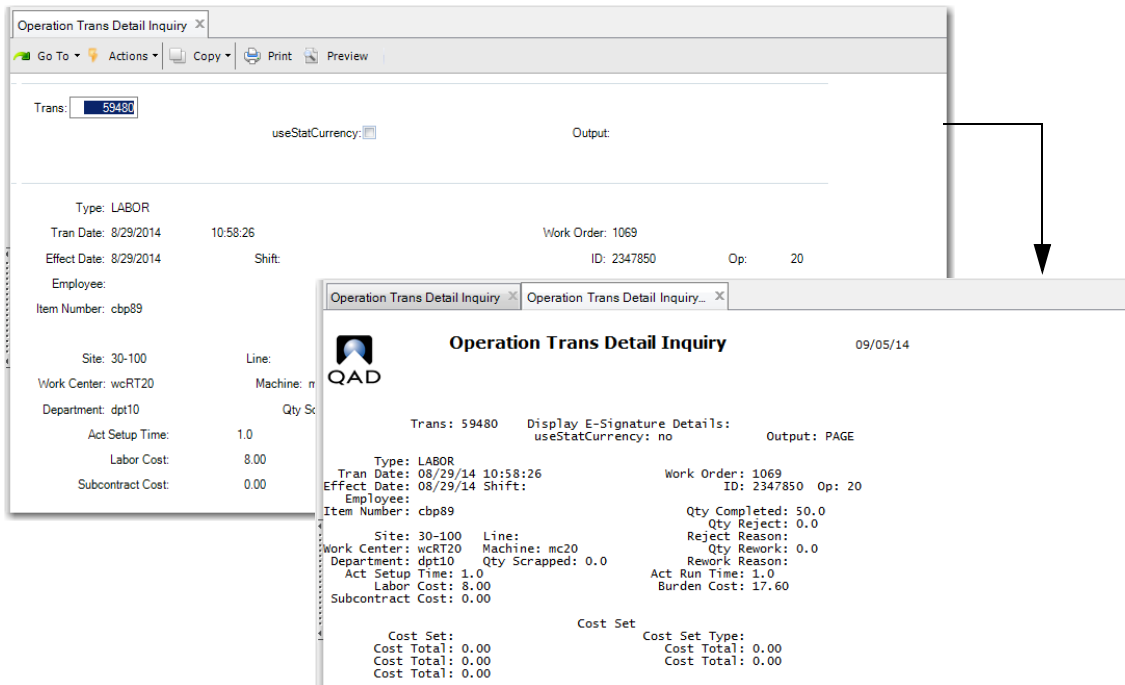 Operation Trans Detail Inquiry
Go To Actions Copy Print Preview
Trans: 59480
useStatCurrency: Output:
Type: LABOR
Tran Date: 8/29/2014 10:58:26 Work Order: 1069
Effect Date: 8/29/2014 Shift: ID: 2347850 Op: 20
Employee:
Item Number: cbp89
Site: 30-100 Line:
Work Center: wcRT20 Machine:
Department: dpt10 Qty
Act Setup Time: 1.0
Labor Cost: 8.00
Subcontract Cost: 0.00
Operation Trans Detail Inquiry Operation Trans Detail Inquiry...
QAD
Operation Trans Detail Inquiry 09/05/14
Trans: 59480 Display E-Signature Details:
useStatCurrency: no Output: PAGE
Type: LABOR
Tran Date: 08/29/14 10:58:26 Work Order: 1069
Effect Date: 08/29/14 Shift: ID: 2347850 Op: 20
Employee:
Item Number: cbp89 Qty Completed: 50.0
Qty Reject: 0.0
Site: 30-100 Line: Reject Reason:
Work Center: wcRT20 Machine: mc20 Qty Rework: 0.0
Department: dpt10 Qty Scrapped: 0.0 Rework Reason:
Act Setup Time: 1.0 Act Run Time: 1.0
Labor Cost: 8.00 Burden Cost: 17.60
Subcontract Cost: 0.00
Cost Set
Cost Set: Cost Set Type:
Cost Total: 0.00 Cost Total: 0.00
Cost Total: 0.00 Cost Total: 0.00
Cost Total: 0.00